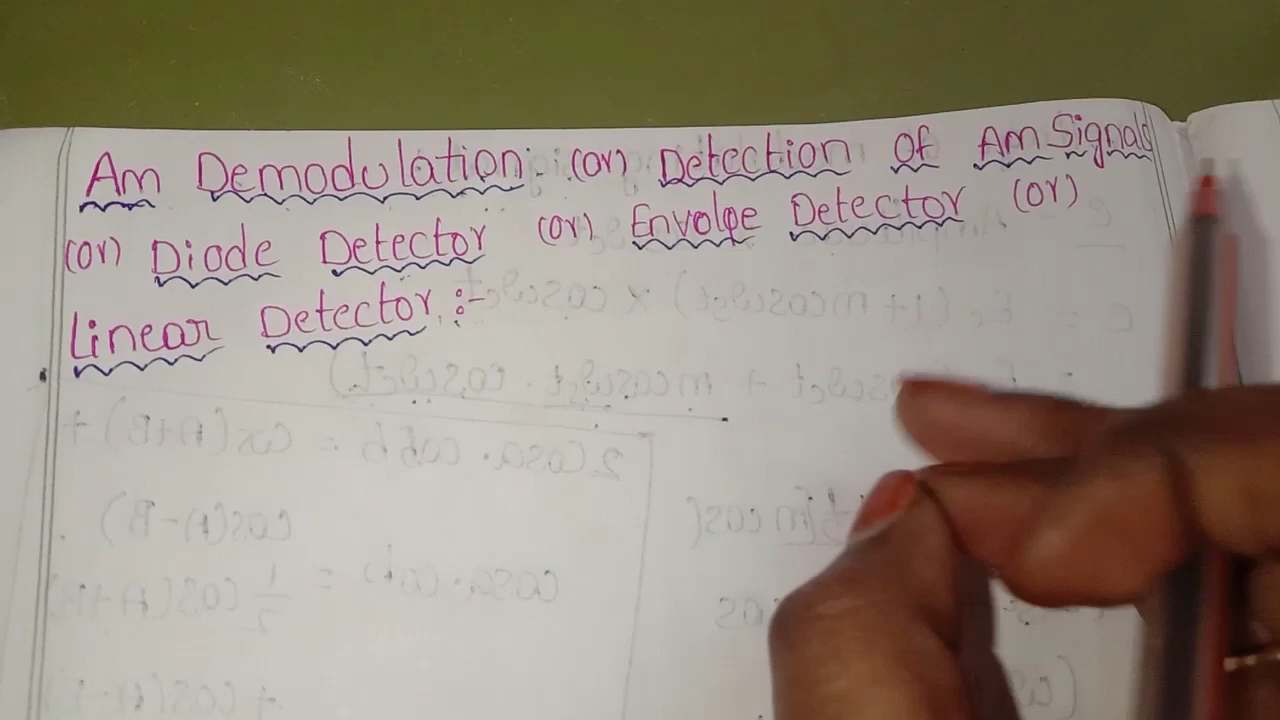 Am Demodulation: (or) Detection Of Am Signals
(or) Diode Detector (or) Envolpe Detector (or)
Linear Detector :-